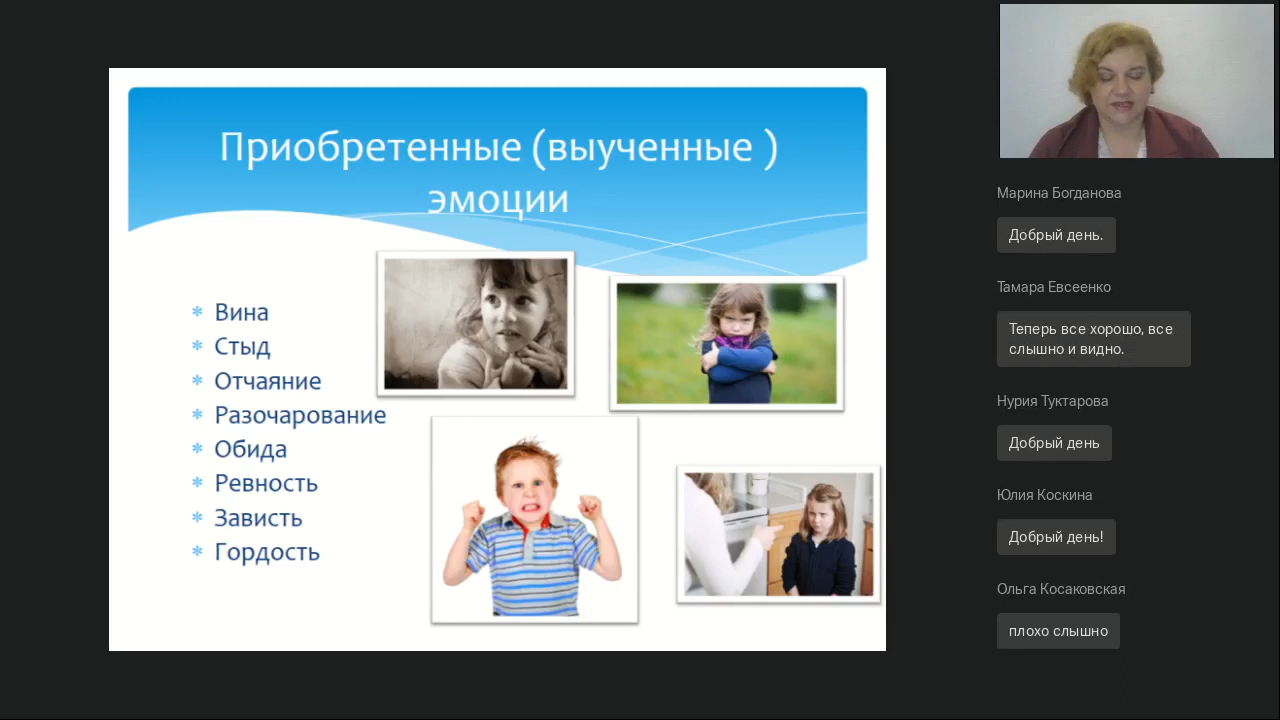 Приобретенные (выученные )
эмоции
Вина
Стыд
Отчаяние
Разочарование
Обида
Ревность
Зависть
Гордость
Марина Богданова
Добрый день.
Тамара Евсеенко
Теперь все хорошо, все
слышно и видно.
Нурия Туктарова
Добрый день
Юлия Коскина
Добрый день!
Ольга Косаковская
плохо слышно